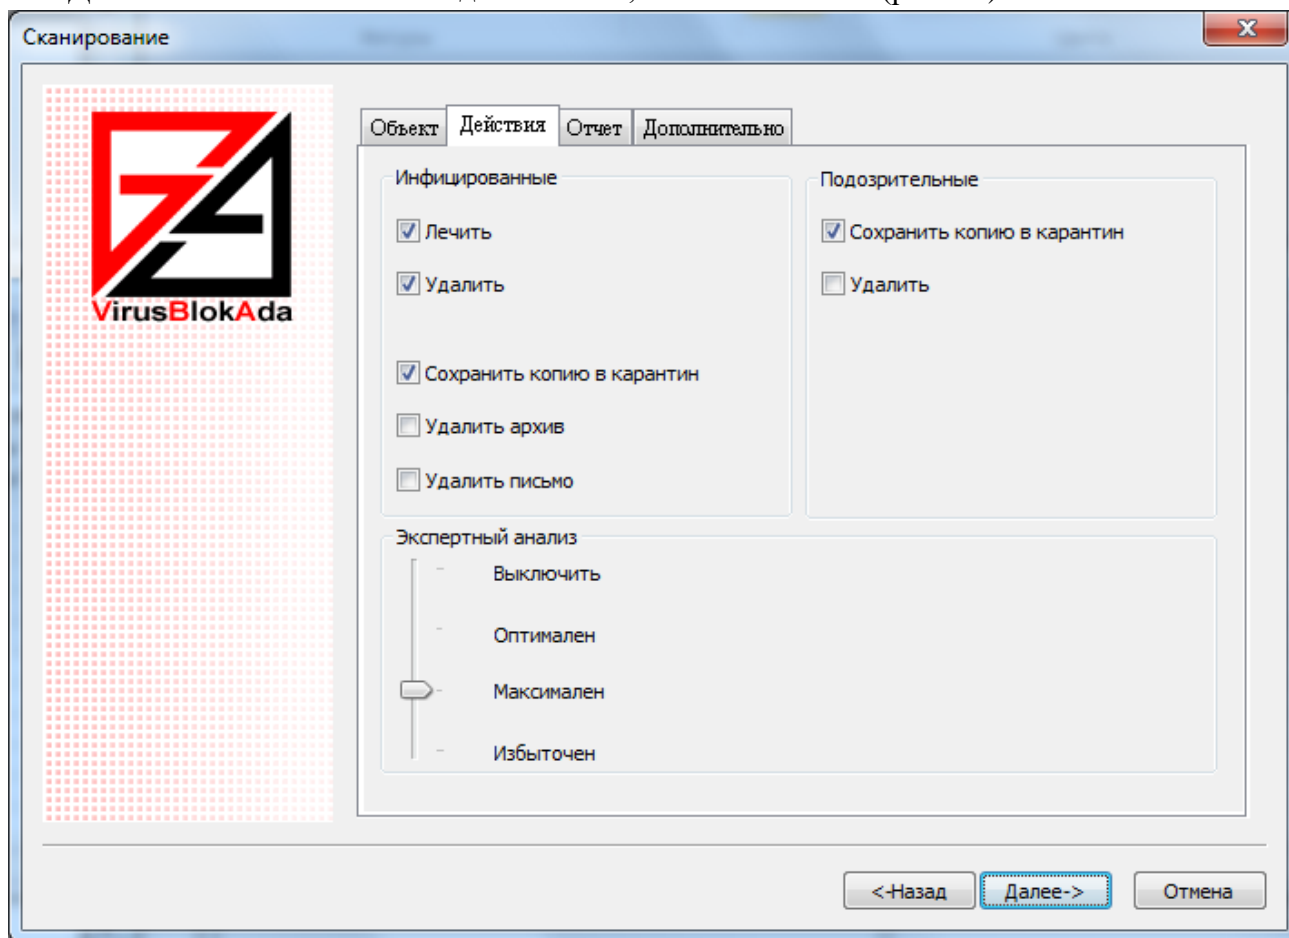 Сканирование
VirusBlokAda
Объект Действия Отчет Дополнительно
Инфицированные
Лечить
Удалить
Сохранить копию в карантин
Удалить архив
Удалить письмо
Подозрительные
Сохранить копию в карантин
Удалить
Экспертный анализ
Выключить
Оптимален
Максимален
Избыточен
<-Назад Далее-> Отмена